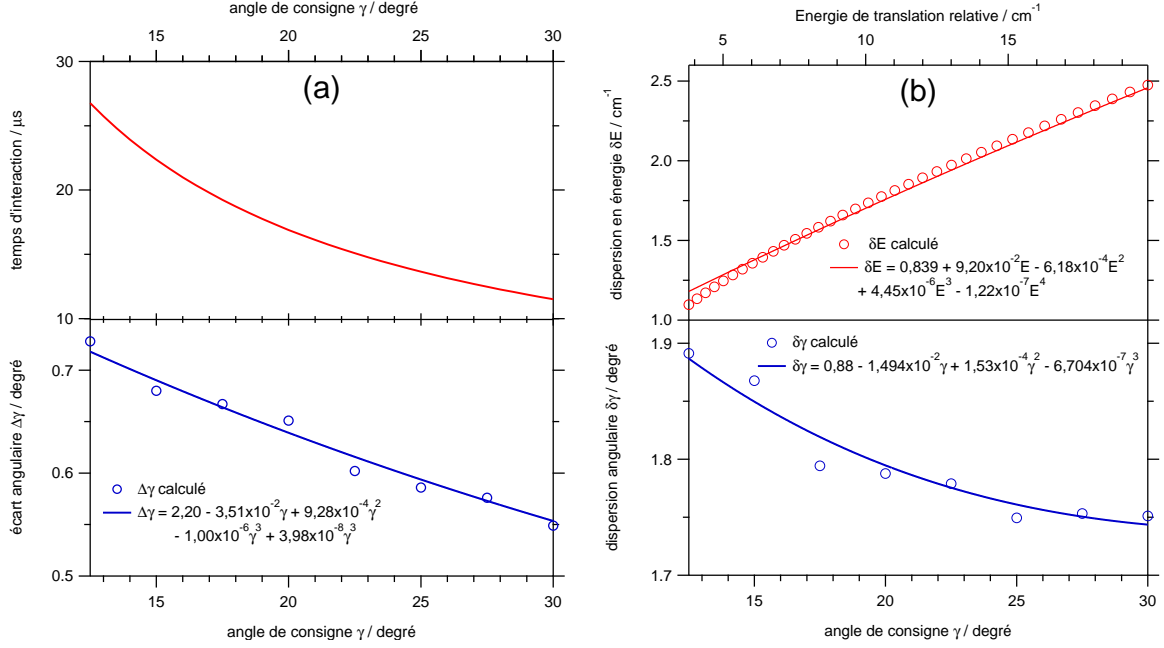 angle de consigne γ / degré
15 20 25 30
30
20
10
temps d'interaction / µs
(a)
0.7
0.6
0.5
écart angulaire Δγ / degré
Δγ calculé
Δγ = 2,20 - 3,51x10⁻²γ + 9,28x10⁻⁴γ²
- 1,00x10⁻⁶γ³ + 3,98x10⁻⁸γ³
15 20 25 30
angle de consigne γ / degré
Energie de translation relative / cm⁻¹
5 10 15
2.5
2.0
1.5
1.0
dispersion en énergie δE / cm⁻¹
(b)
δE calculé
δE = 0,839 + 9,20x10⁻²E - 6,18x10⁻⁴E²
+ 4,45x10⁻⁶E³ - 1,22x10⁻⁷E⁴
1.9
1.8
1.7
dispersion angulaire δγ / degré
δγ calculé
δγ = 0,88 - 1,494x10⁻²γ + 1,53x10⁻⁴γ² - 6,704x10⁻⁷γ³
15 20 25 30
angle de consigne γ / degré